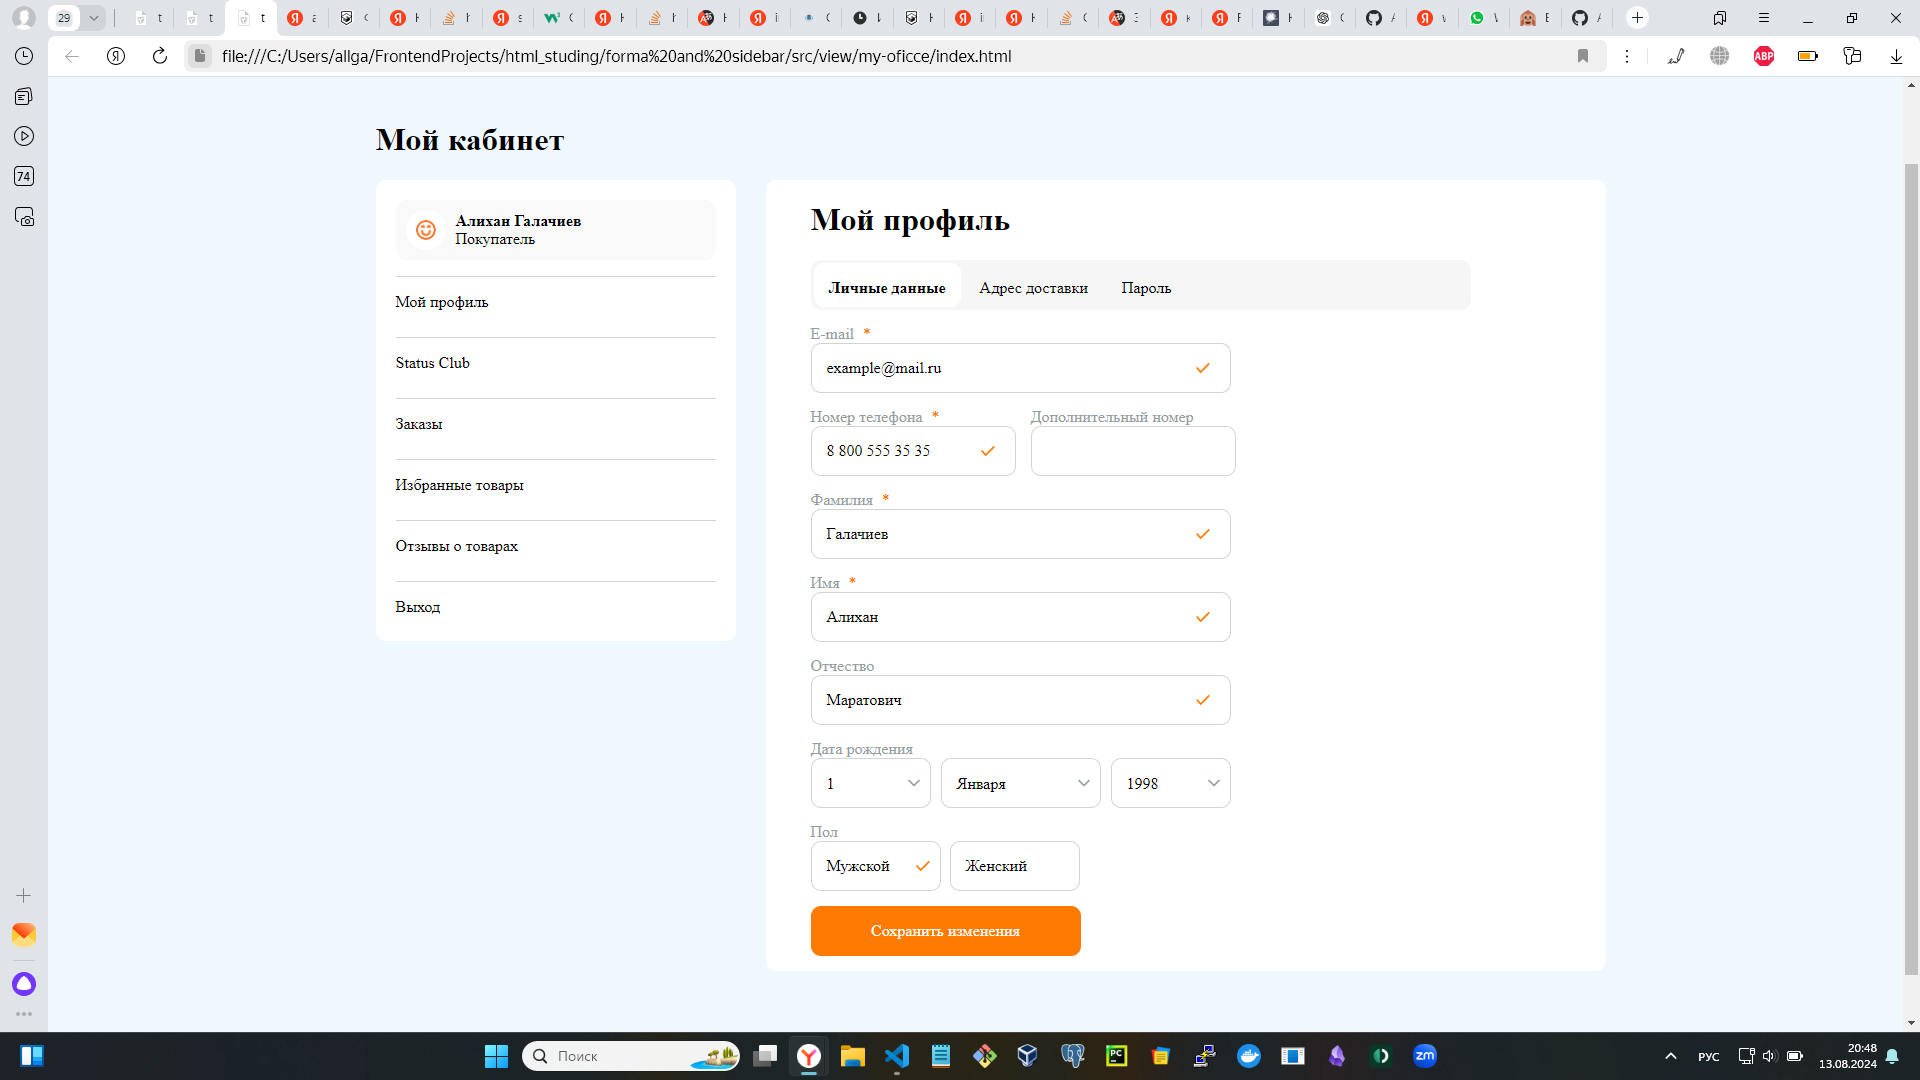 29
file:///C:/Users/allga/FrontendProjects/html_studing/forma%20and%20sidebar/src/view/my-oficce/index.html
ABP
74
Мой кабинет
Алихан Галачиев
Покупатель
Мой профиль
Status Club
Заказы
Избранные товары
Отзывы о товарах
Выход
Мой профиль
Личные данные
Адрес доставки
Пароль
E-mail *
example@mail.ru
Номер телефона *
Дополнительный номер
8 800 555 35 35
Фамилия *
Галачиев
Имя *
Алихан
Отчество
Маратович
Дата рождения
1
Января
1998
Пол
Мужской
Женский
Сохранить изменения
Поиск
PC
zm
РУС
20:48
13.08.2024